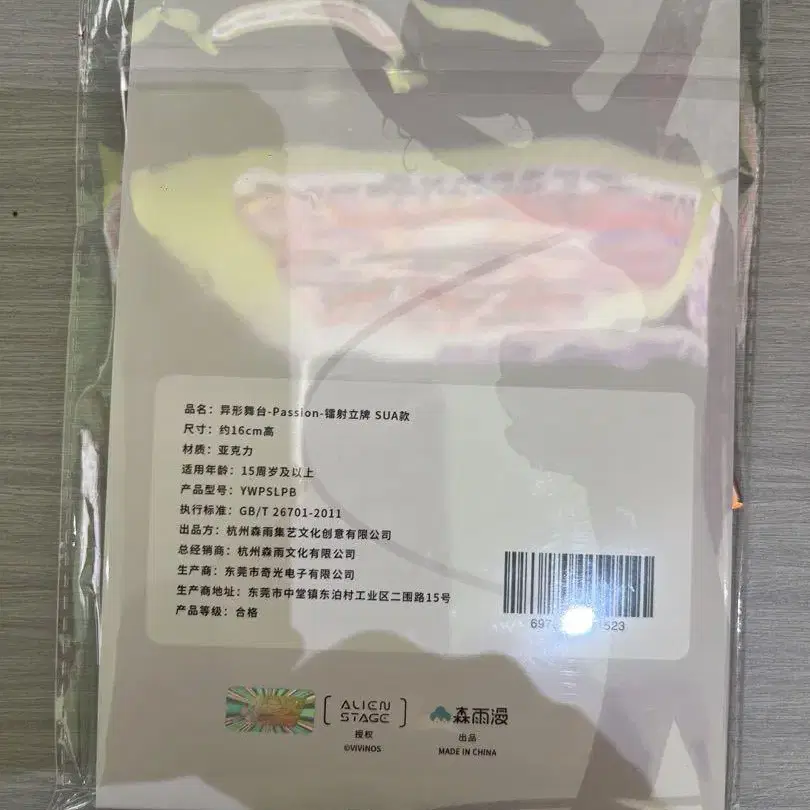 品名：异形舞台-Passion-镭射立牌 SUA款
尺寸：约16cm高
材质：亚克力
适用年龄：15周岁及以上
产品型号：YWPSLPB
执行标准：GB/T 26701-2011
出品方：杭州森雨集艺文化创意有限公司
总经销商：杭州森雨文化有限公司
生产商：东莞市奇光电子有限公司
生产商地址：东莞市中堂镇东泊村工业区二围路15号
产品等级：合格
ALIEN STAGE
授权
©VIVINOS
森雨漫
出品
MADE IN CHINA